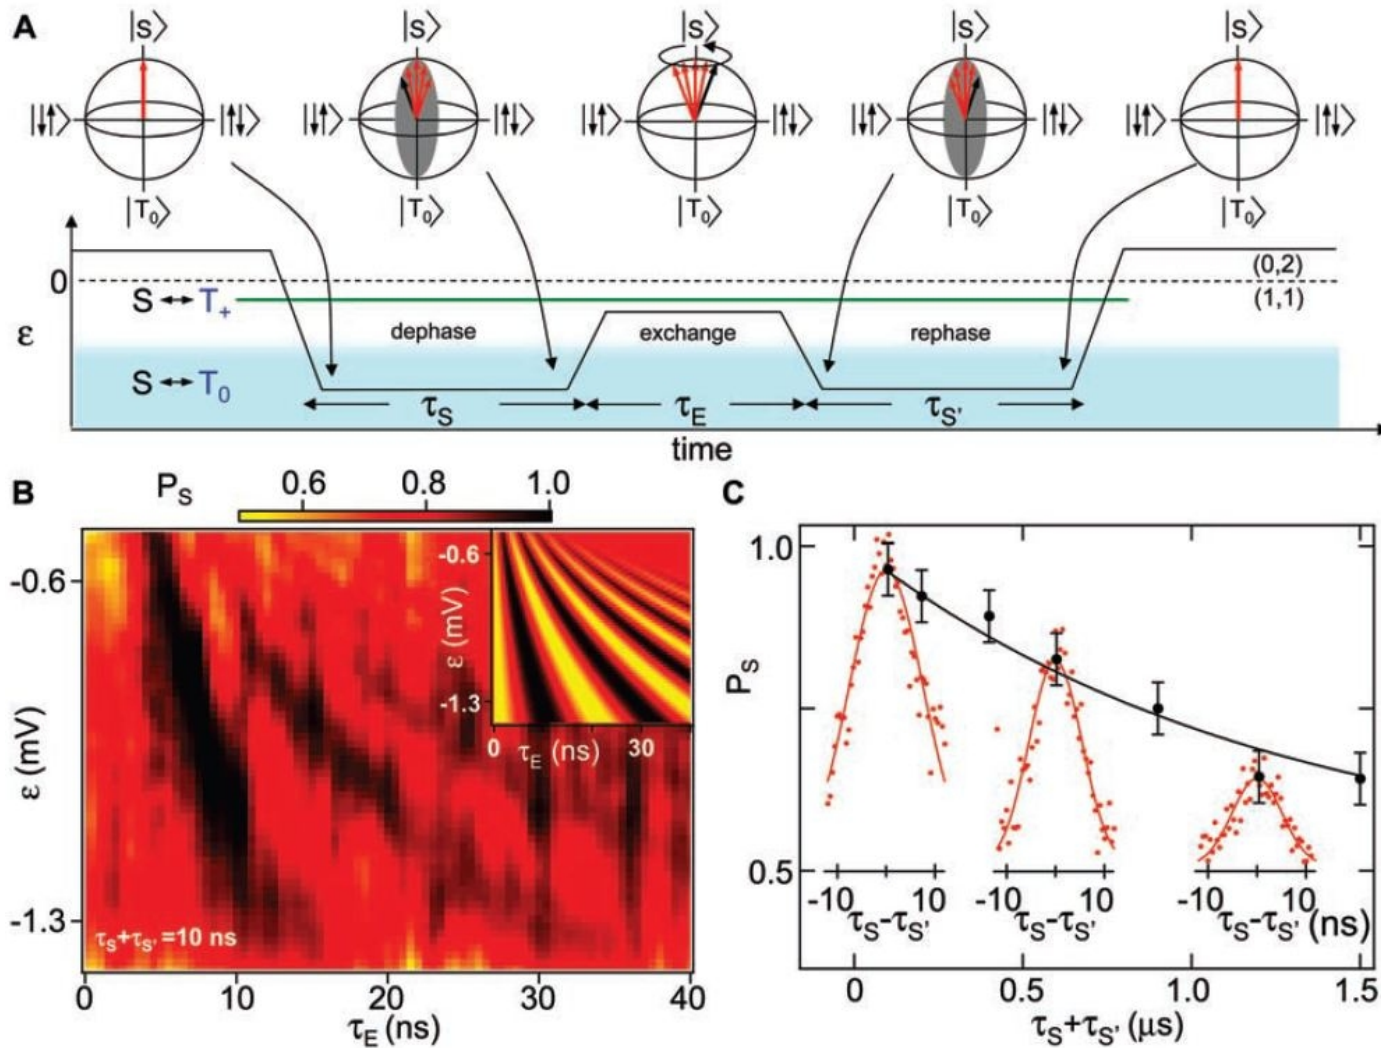 A
|S⟩ |S⟩ |S⟩ |S⟩ |S⟩
|↓↑⟩ |↑↓⟩ |↓↑⟩ |↑↓⟩ |↓↑⟩ |↑↓⟩ |↓↑⟩ |↑↓⟩ |↓↑⟩ |↑↓⟩
|T₀⟩ |T₀⟩ |T₀⟩ |T₀⟩ |T₀⟩
0
(0,2)
S ↔ T₊
(1,1)
ε
dephase exchange rephase
S ↔ T₀
τS τE τS'
time
B
PS 0.6 0.8 1.0
-0.6
-1.3
ε (mV)
-0.6
-1.3
ε (mV)
0 τE (ns) 30
τS+τS' =10 ns
0 10 20 30 40
τE (ns)
C
1.0
0.5
PS
-10 10 -10 10 -10 10
τS-τS' τS-τS' τS-τS' (ns)
0 0.5 1.0 1.5
τS+τS' (μs)